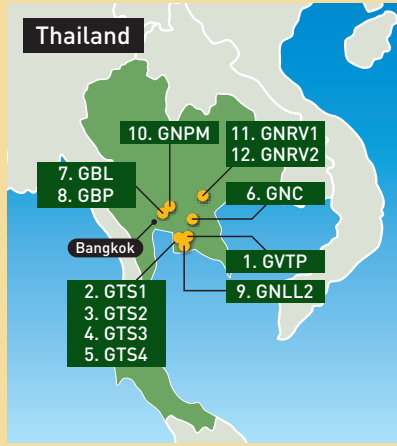 Thailand
10. GNPM
11. GNRV1
12. GNRV2
7. GBL
8. GBP
6. GNC
Bangkok
1. GVTP
2. GTS1
3. GTS2
4. GTS3
5. GTS4
9. GNLL2